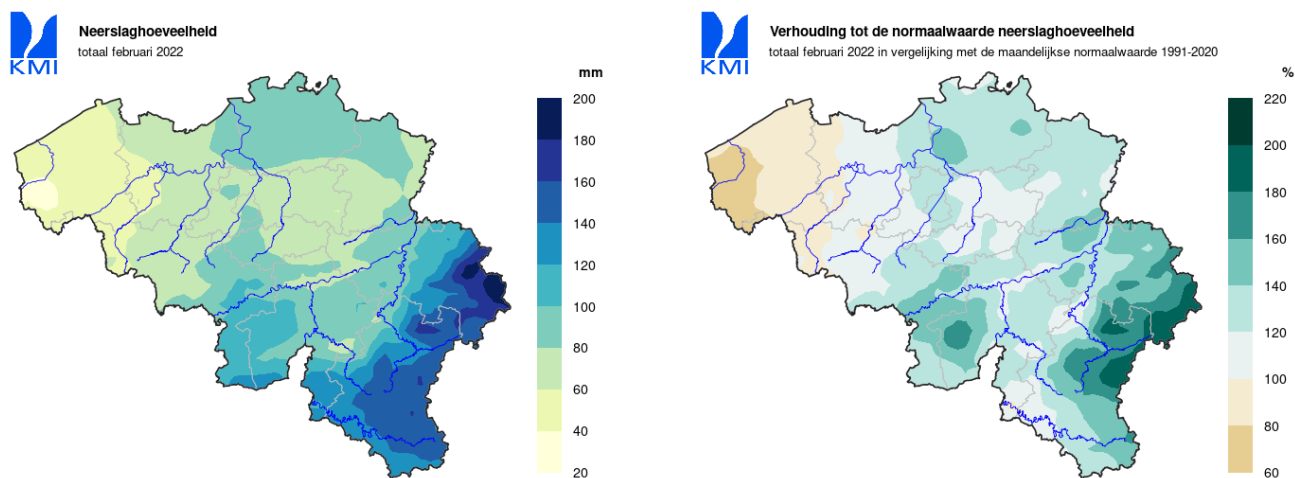 KMI
Neerslaghoeveelheid
totaal februari 2022
mm
200
180
160
140
120
100
80
60
40
20
KMI
Verhouding tot de normaalwaarde neerslaghoeveelheid
totaal februari 2022 in vergelijking met de maandelijkse normaalwaarde 1991-2020
%
220
200
180
160
140
120
100
80
60